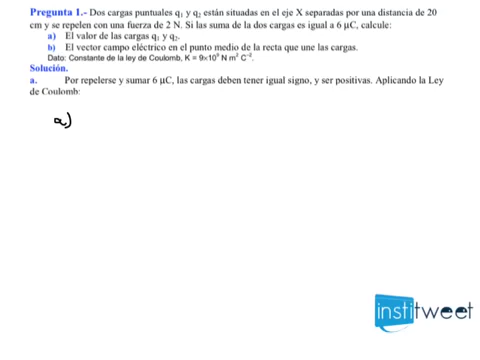 Pregunta 1.- Dos cargas puntuales q₁ y q₂ están situadas en el eje X separadas por una distancia de 20
cm y se repelen con una fuerza de 2 N. Si las suma de la dos cargas es igual a 6 μC, calcule:
a) El valor de las cargas q₁ y q₂.
b) El vector campo eléctrico en el punto medio de la recta que une las cargas.
Dato: Constante de la ley de Coulomb, K = 9×10⁹ N m² C⁻².
Solución.
a. Por repelerse y sumar 6 μC, las cargas deben tener igual signo, y ser positivas. Aplicando la Ley
de Coulomb:
a)
institweet